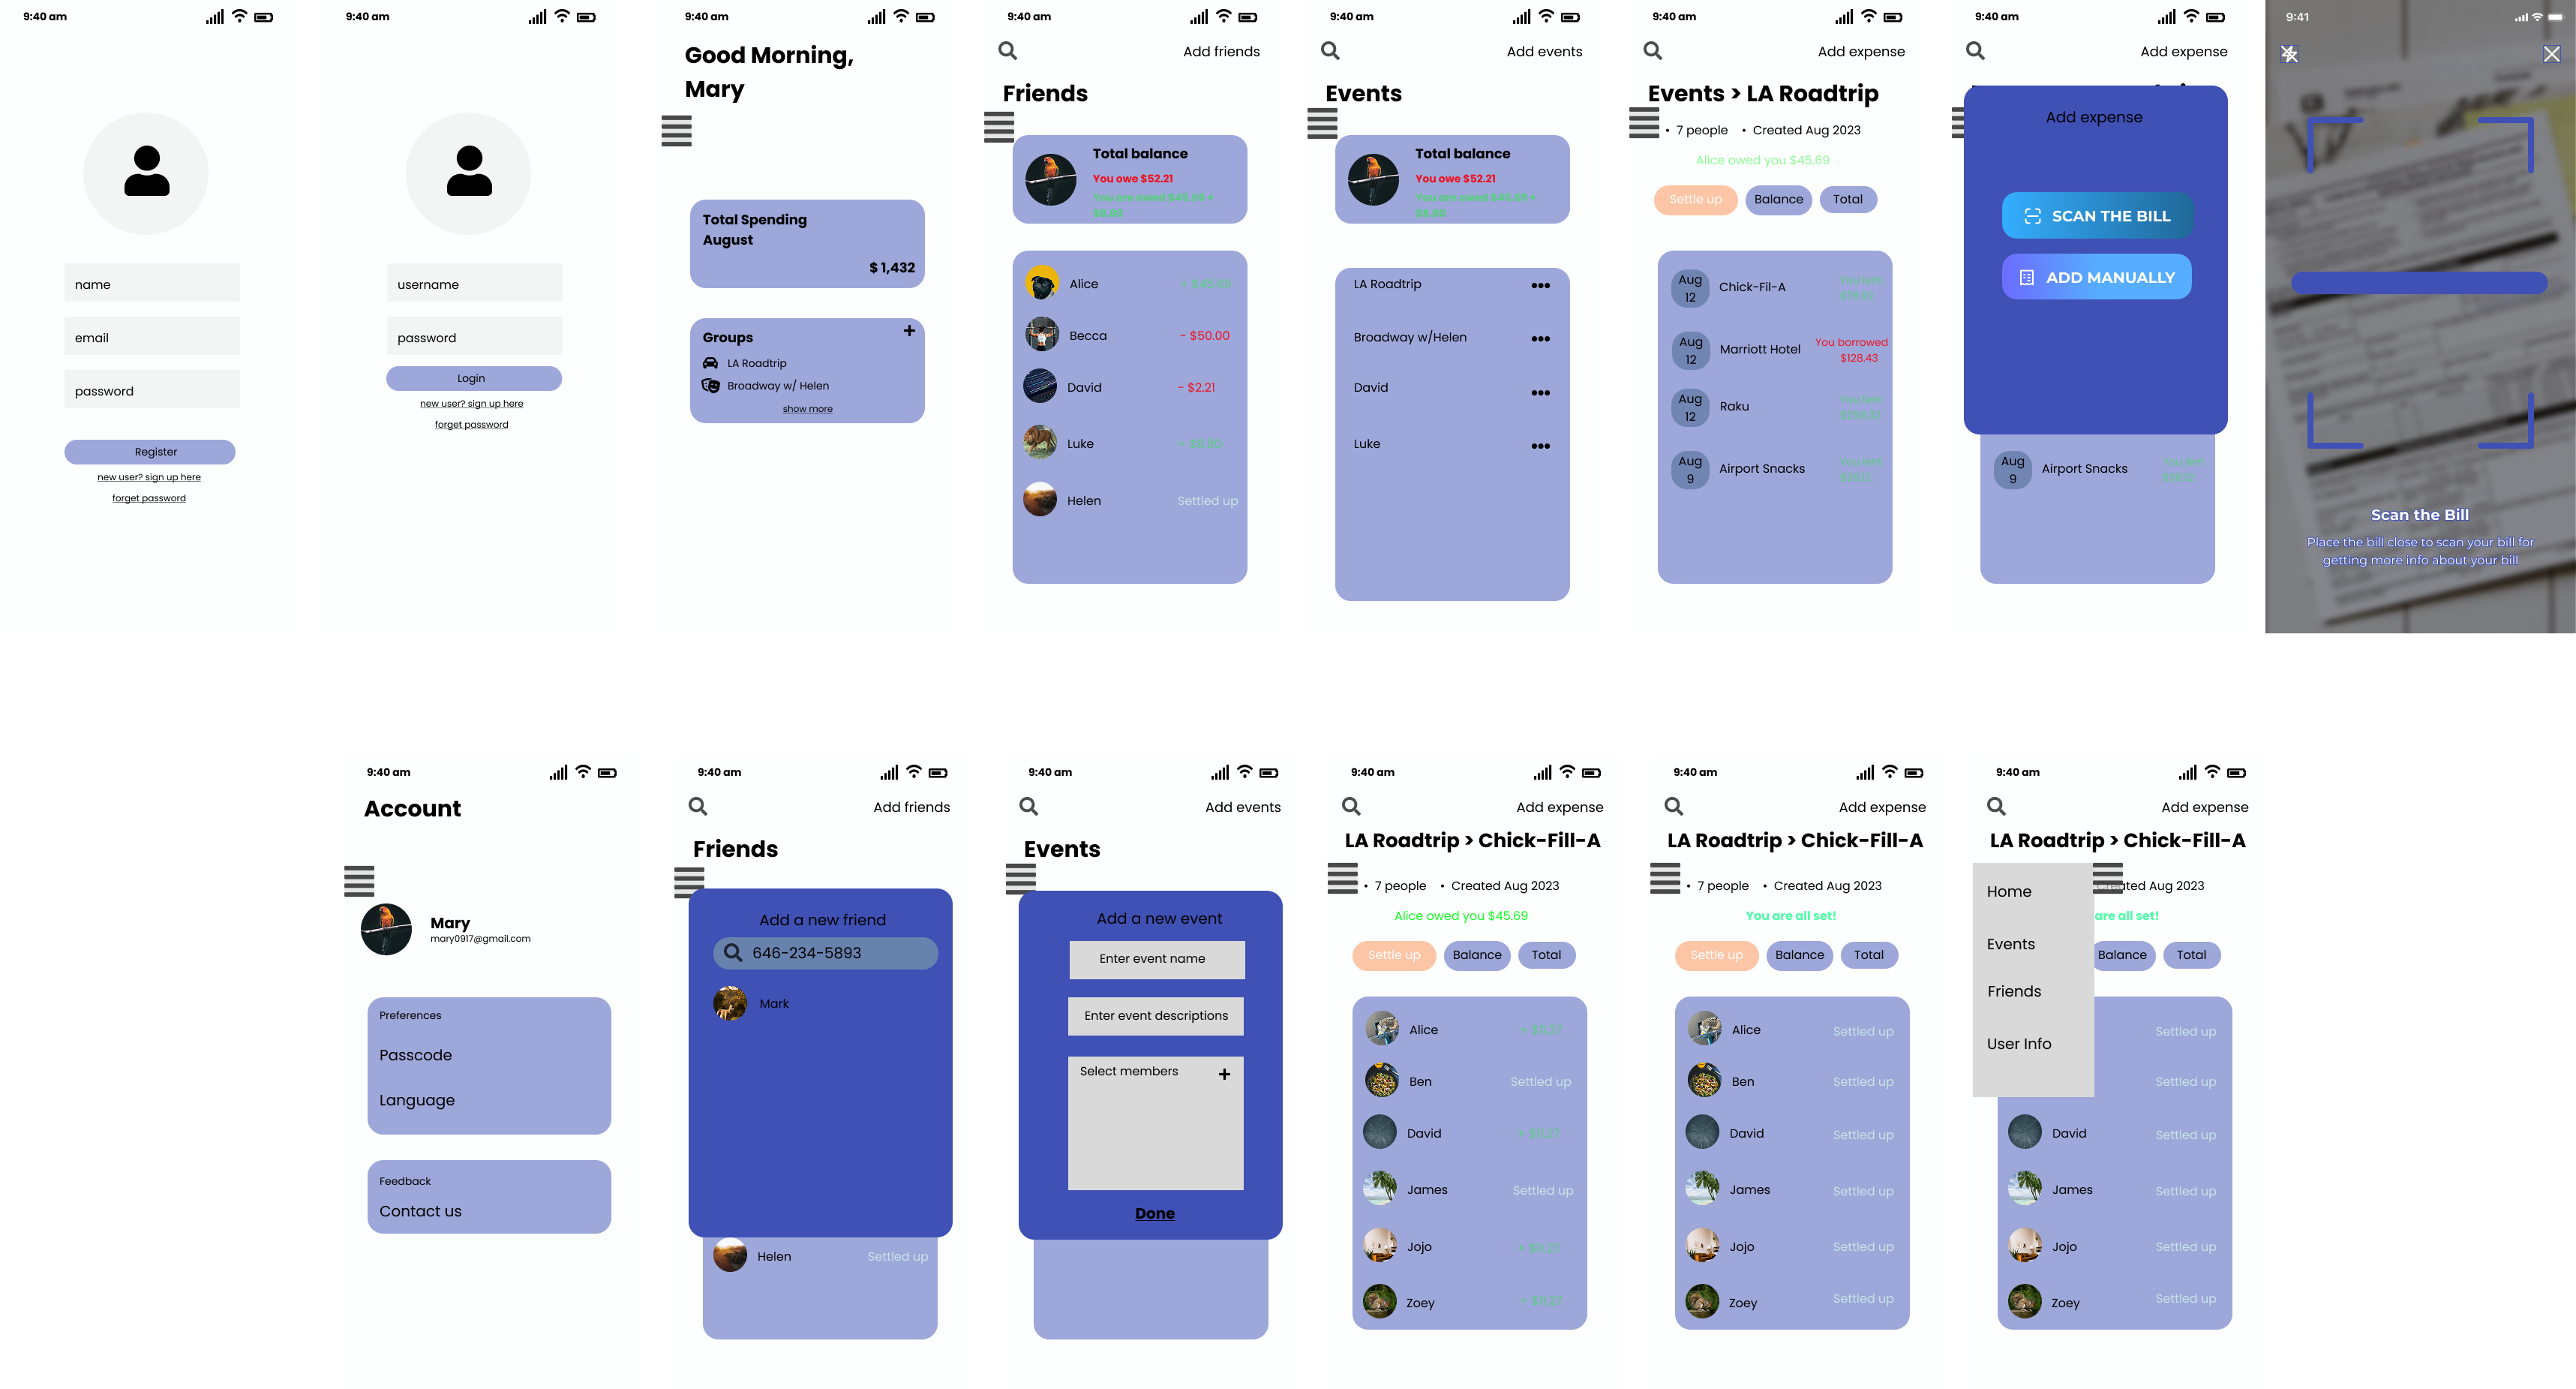 9:40 am
name
email
password
Register
new user? sign up here
forget password
9:40 am
username
password
Login
new user? sign up here
forget password
9:40 am
Good Morning,
Mary
Total Spending
August
$ 1,432
Groups
LA Roadtrip
Broadway w/ Helen
show more
9:40 am
Add friends
Friends
Total balance
You owe $52.21
You are owed $45.69 +
$8.80
Alice + $45.69
Becca - $50.00
David - $2.21
Luke + $8.80
Helen Settled up
9:40 am
Add events
Events
Total balance
You owe $52.21
You are owed $45.69 +
$8.80
LA Roadtrip
Broadway w/Helen
David
Luke
9:40 am
Add expense
Events > LA Roadtrip
• 7 people • Created Aug 2023
Alice owed you $45.69
Settle up Balance Total
Aug
12
Chick-Fil-A
You lent
Aug
12
Marriott Hotel
You borrowed
$128.43
Aug
12
Raku
You lent
Aug
9
Airport Snacks
You lent
$36.12
9:40 am
Add expense
Add expense
SCAN THE BILL
ADD MANUALLY
Aug
9
Airport Snacks
You lent
$36.12
9:41
Scan the Bill
Place the bill close to scan your bill for
getting more info about your bill
9:40 am
Account
Mary
mary0917@gmail.com
Preferences
Passcode
Language
Feedback
Contact us
9:40 am
Add friends
Friends
Add a new friend
646-234-5893
Mark
Helen Settled up
9:40 am
Add events
Events
Add a new event
Enter event name
Enter event descriptions
Select members
Done
9:40 am
Add expense
LA Roadtrip > Chick-Fill-A
• 7 people • Created Aug 2023
Alice owed you $45.69
Settle up Balance Total
Alice + $11.27
Ben Settled up
David + $11.27
James Settled up
Jojo + $11.27
Zoey + $11.27
9:40 am
Add expense
LA Roadtrip > Chick-Fill-A
• 7 people • Created Aug 2023
You are all set!
Settle up Balance Total
Alice Settled up
Ben Settled up
David Settled up
James Settled up
Jojo Settled up
Zoey Settled up
9:40 am
Add expense
LA Roadtrip > Chick-Fill-A
Home
Events
Friends
User Info
Created Aug 2023
are all set!
Balance Total
Settled up
Settled up
David Settled up
James Settled up
Jojo Settled up
Zoey Settled up